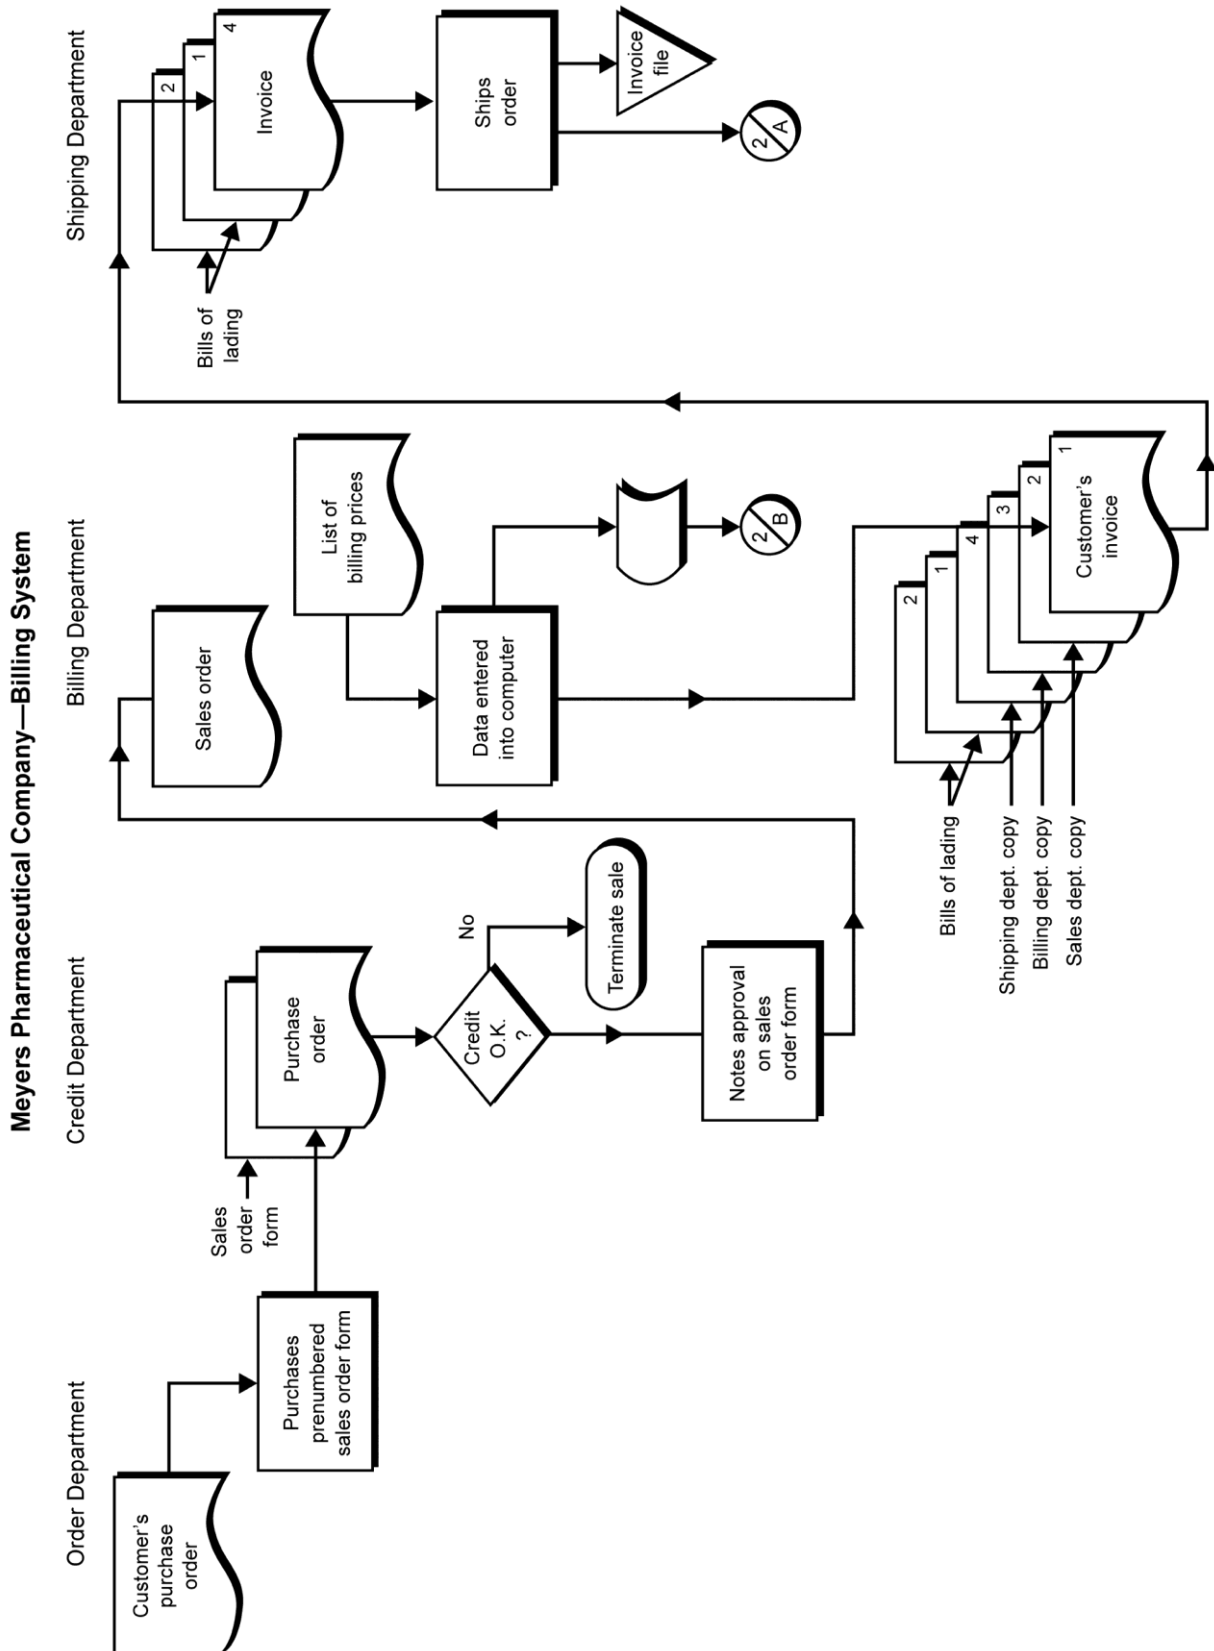 Meyers Pharmaceutical Company—Billing System
Order Department
Customer's
purchase
order
Purchases
prenumbered
sales order form
Credit Department
Sales
order
form
Purchase
order
Credit
O.K.
?
No
Terminate sale
Notes approval
on sales
order form
Billing Department
Sales order
List of
billing prices
Data entered
into computer
2
B
Bills of lading
Shipping dept. copy
Billing dept. copy
Sales dept. copy
2
1
4
3
2
1
Customer's
invoice
Shipping Department
Bills of
lading
2
1
4
Invoice
Ships
order
Invoice
file
2
A